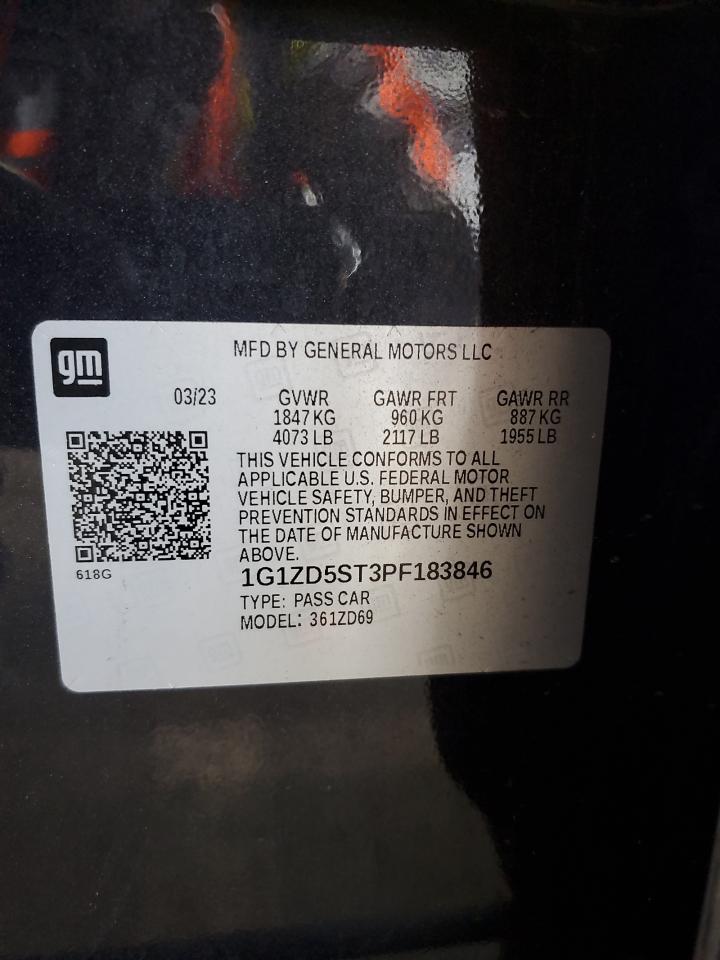 gm
MFD BY GENERAL MOTORS LLC
03/23
GVWR GAWR FRT GAWR RR
1847 KG 960 KG 887 KG
4073 LB 2117 LB 1955 LB
THIS VEHICLE CONFORMS TO ALL
APPLICABLE U.S. FEDERAL MOTOR
VEHICLE SAFETY, BUMPER, AND THEFT
PREVENTION STANDARDS IN EFFECT ON
THE DATE OF MANUFACTURE SHOWN
ABOVE.
618G
1G1ZD5ST3PF183846
TYPE: PASS CAR
MODEL: 361ZD69